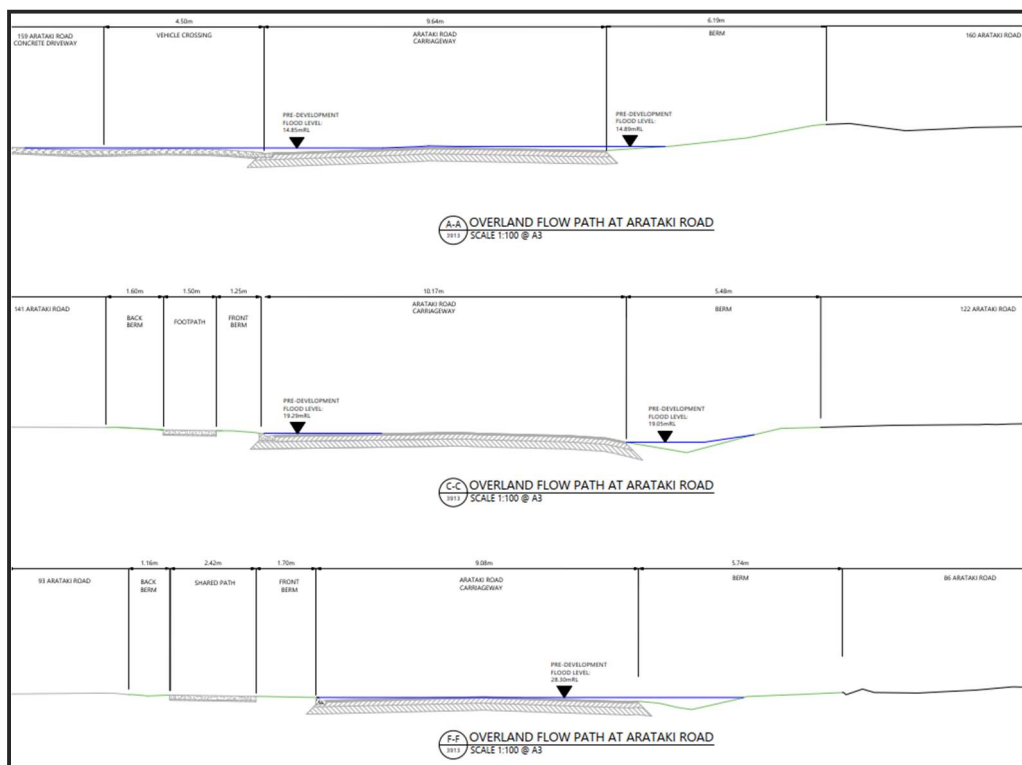 4.50m
9.64m
6.19m
159 ARATAKI ROAD
CONCRETE DRIVEWAY
VEHICLE CROSSING
ARATAKI ROAD
CARRIAGEWAY
BERM
160 ARATAKI ROAD
PRE-DEVELOPMENT
FLOOD LEVEL:
14.85mRL
PRE-DEVELOPMENT
FLOOD LEVEL:
14.89mRL
A-A
3913
OVERLAND FLOW PATH AT ARATAKI ROAD
SCALE 1:100 @ A3
1.60m
1.50m
1.25m
10.17m
5.48m
141 ARATAKI ROAD
BACK
BERM
FOOTPATH
FRONT
BERM
ARATAKI ROAD
CARRIAGEWAY
BERM
122 ARATAKI ROAD
PRE-DEVELOPMENT
FLOOD LEVEL:
19.29mRL
PRE-DEVELOPMENT
FLOOD LEVEL:
19.05mRL
C-C
3913
OVERLAND FLOW PATH AT ARATAKI ROAD
SCALE 1:100 @ A3
1.16m
2.42m
1.70m
9.08m
5.74m
93 ARATAKI ROAD
BACK
BERM
SHARED PATH
FRONT
BERM
ARATAKI ROAD
CARRIAGEWAY
BERM
86 ARATAKI ROAD
PRE-DEVELOPMENT
FLOOD LEVEL:
28.30mRL
F-F
3913
OVERLAND FLOW PATH AT ARATAKI ROAD
SCALE 1:100 @ A3